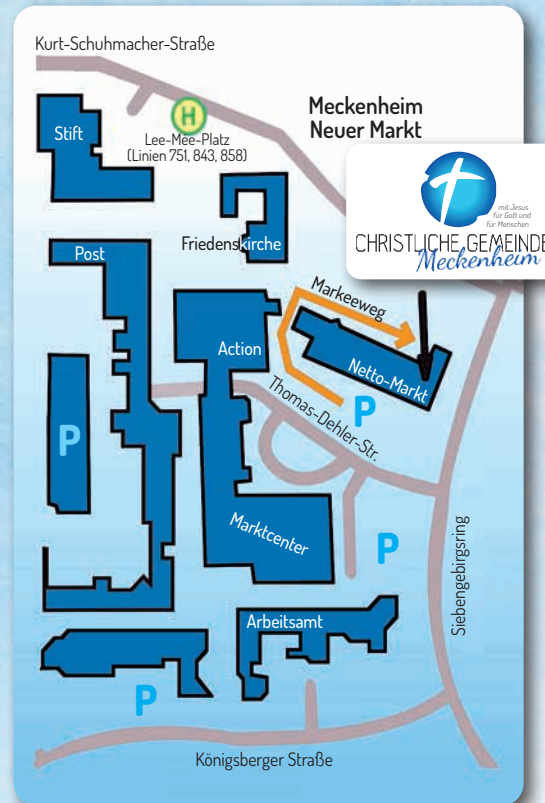 Kurt-Schuhmacher-Straße
Meckenheim
Neuer Markt
H
Lee-Mee-Platz
(Linien 751, 843, 858)
Stift
mit Jesus
für Gott und
für Menschen
CHRISTLICHE GEMEINDE
Meckenheim
Friedenskirche
Post
Markeeweg
Action
Netto-Markt
Thomas-Dehler-Str.
P
P
Marktcenter
P
Siebengebirgsring
Arbeitsamt
P
Königsberger Straße